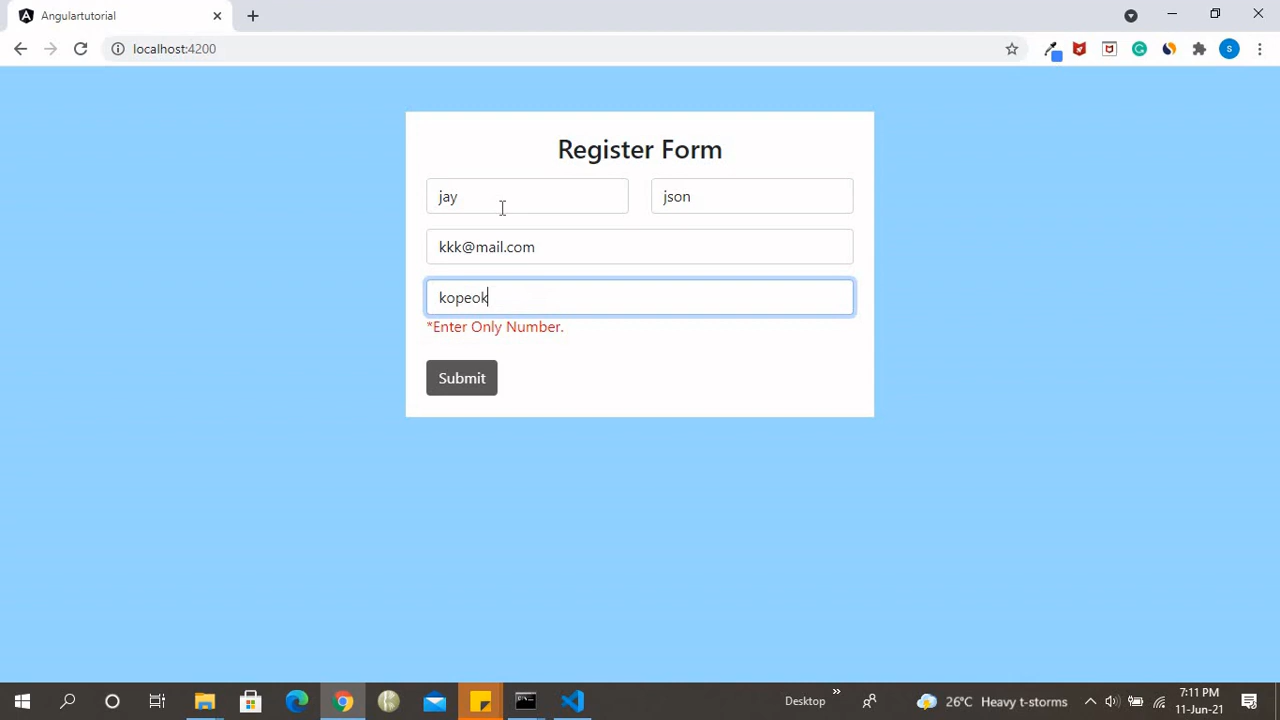 Angulartutorial
localhost:4200
S
Register Form
jay
json
kkk@mail.com
kopeok
*Enter Only Number.
Submit
Desktop
26°C Heavy t-storms
7:11 PM
11-Jun-21